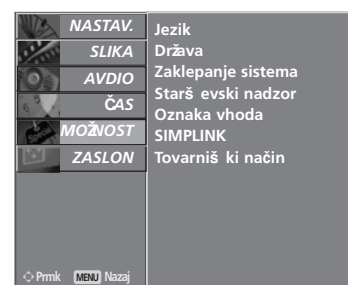 NASTAV.
SLIKA
AVDIO
ČAS
MOŽNOST
ZASLON
Jezik
Država
Zaklepanje sistema
Starš evski nadzor
Oznaka vhoda
SIMPLINK
Tovarniš ki način
Prmk MENU Nazaj